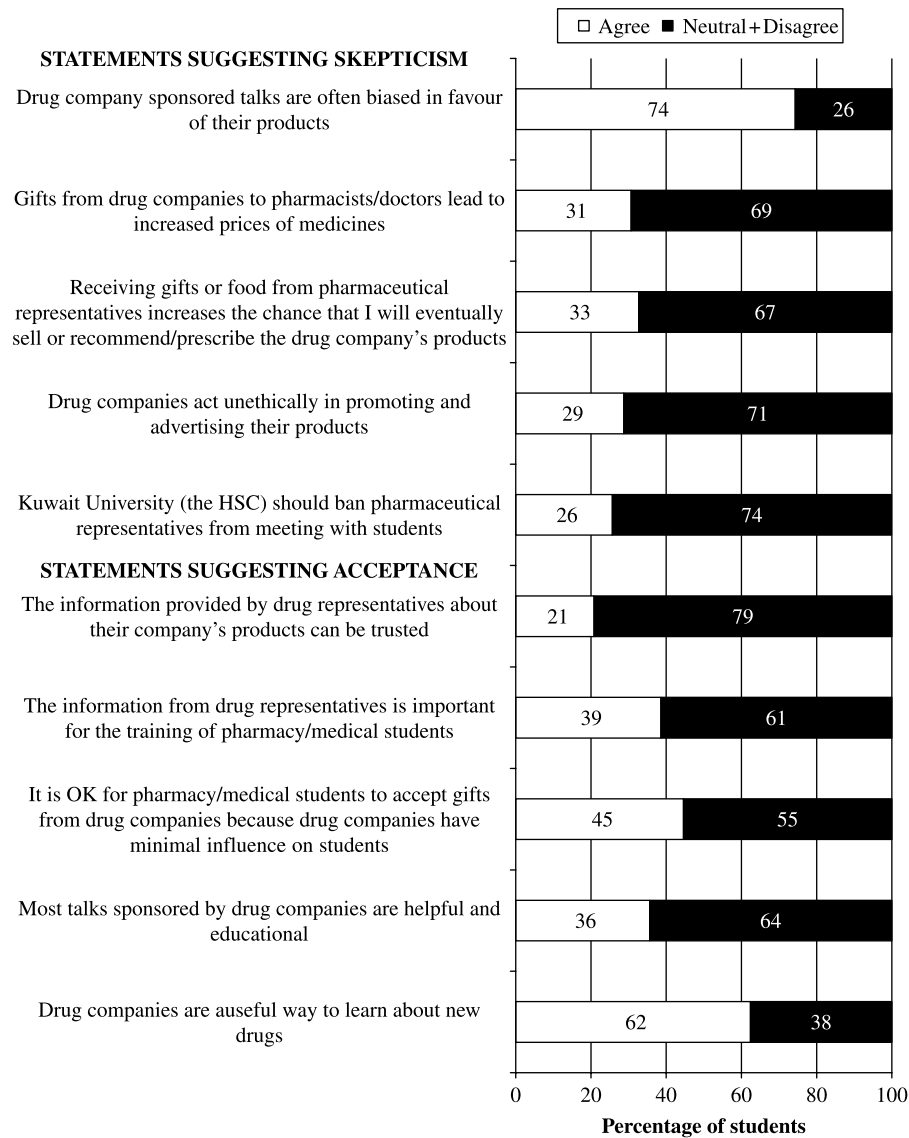 Agree Neutral+Disagree
STATEMENTS SUGGESTING SKEPTICISM
Drug company sponsored talks are often biased in favour
of their products
74 26
Gifts from drug companies to pharmacists/doctors lead to
increased prices of medicines
31 69
Receiving gifts or food from pharmaceutical
representatives increases the chance that I will eventually
sell or recommend/prescribe the drug company's products
33 67
Drug companies act unethically in promoting and
advertising their products
29 71
Kuwait University (the HSC) should ban pharmaceutical
representatives from meeting with students
26 74
STATEMENTS SUGGESTING ACCEPTANCE
The information provided by drug representatives about
their company's products can be trusted
21 79
The information from drug representatives is important
for the training of pharmacy/medical students
39 61
It is OK for pharmacy/medical students to accept gifts
from drug companies because drug companies have
minimal influence on students
45 55
Most talks sponsored by drug companies are helpful and
educational
36 64
Drug companies are auseful way to learn about new
drugs
62 38
0 20 40 60 80 100
Percentage of students